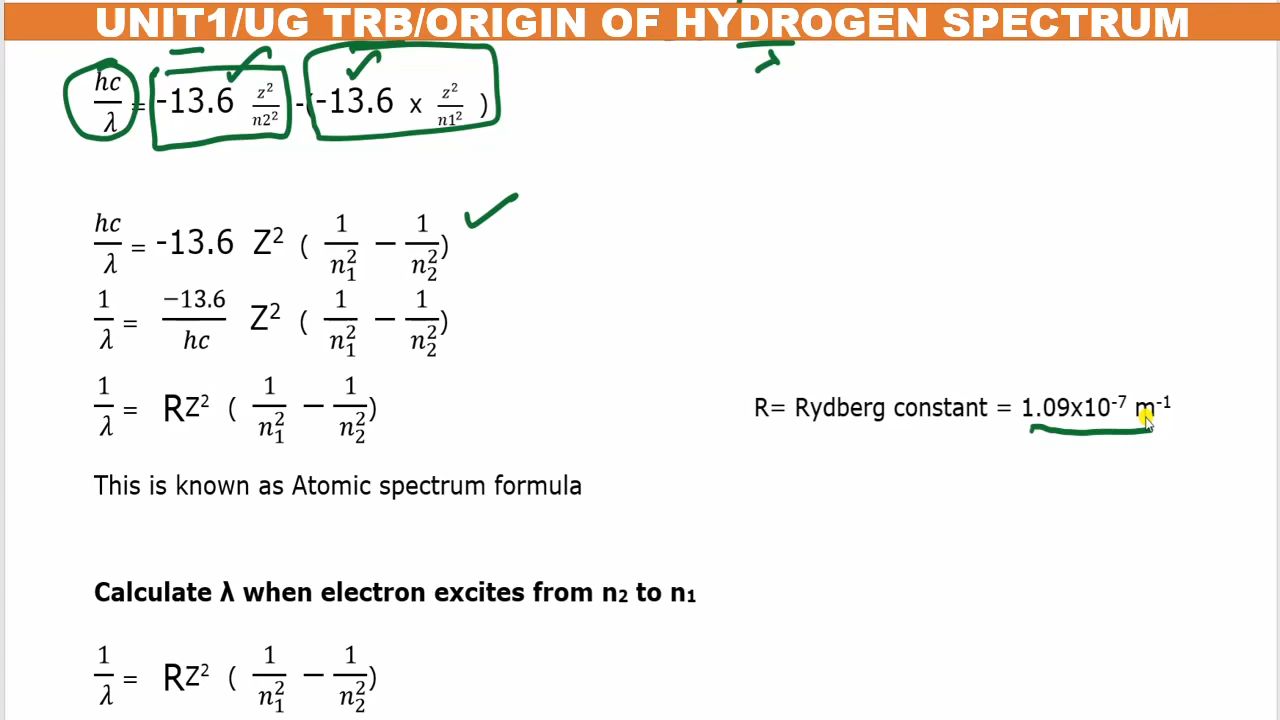 UNIT1/UG TRB/ORIGIN OF HYDROGEN SPECTRUM
λ
hc/λ = -13.6 z²/n2² -(-13.6 x z²/n1² )
hc/λ = -13.6 Z² ( 1/n₁² − 1/n₂²)
1/λ = −13.6/hc Z² ( 1/n₁² − 1/n₂²)
1/λ = RZ² ( 1/n₁² − 1/n₂²)
R= Rydberg constant = 1.09x10⁻⁷ m⁻¹
This is known as Atomic spectrum formula
Calculate λ when electron excites from n₂ to n₁
1/λ = RZ² ( 1/n₁² − 1/n₂²)